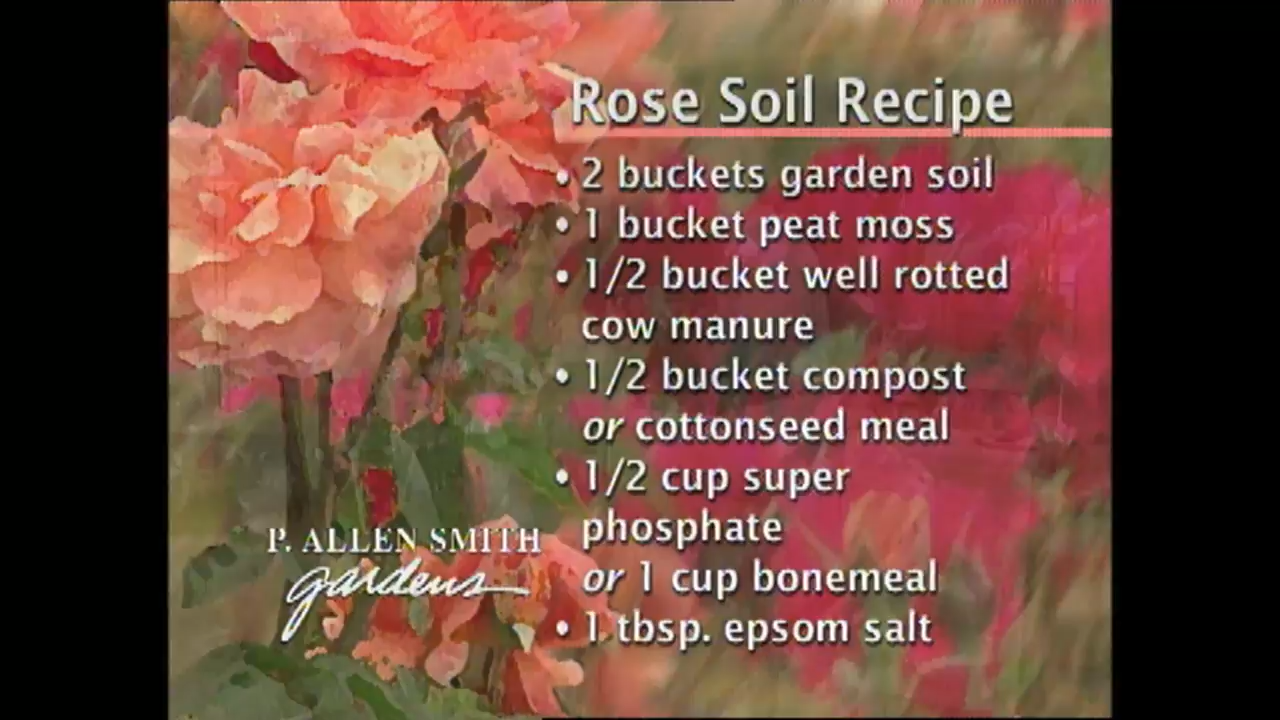 Rose Soil Recipe
• 2 buckets garden soil
• 1 bucket peat moss
• 1/2 bucket well rotted
cow manure
• 1/2 bucket compost
or cottonseed meal
• 1/2 cup super
phosphate
or 1 cup bonemeal
• 1 tbsp. epsom salt
P. ALLEN SMITH
gardens